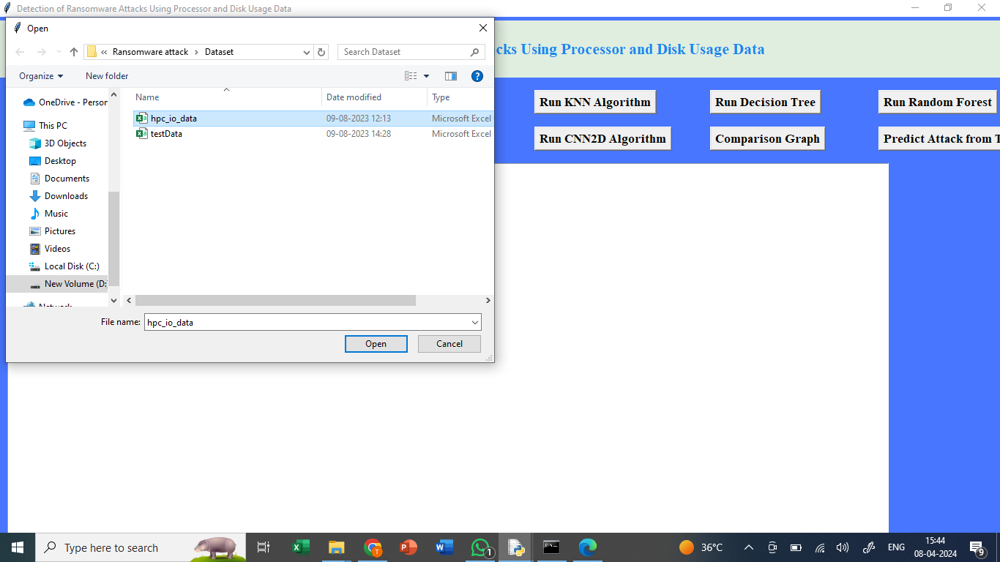 Detection of Ransomware Attacks Using Processor and Disk Usage Data
Open
cks Using Processor and Disk Usage Data
« Ransomware attack › Dataset
Search Dataset
Organize
New folder
Name
Date modified
Type
OneDrive - Person
This PC
3D Objects
Desktop
Documents
Downloads
Music
Pictures
Videos
Local Disk (C:)
New Volume (D:)
Network
hpc_io_data 09-08-2023 12:13 Microsoft Excel
testData 09-08-2023 14:28 Microsoft Excel
File name: hpc_io_data
Open
Cancel
Run KNN Algorithm
Run Decision Tree
Run Random Forest
Run CNN2D Algorithm
Comparison Graph
Predict Attack from T
Type here to search
1
36°C
ENG
15:44
08-04-2024
9